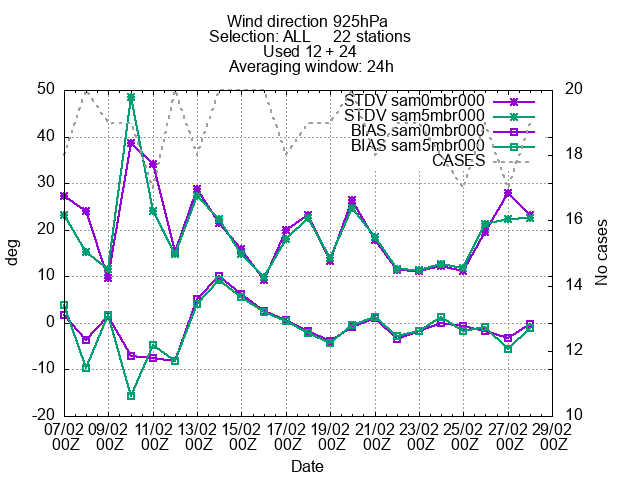 Wind direction 925hPa
Selection: ALL 22 stations
Used 12 + 24
Averaging window: 24h
50
40
30
20
10
0
-10
-20
deg
20
18
16
14
12
10
No cases
STDV sam0mbr000
STDV sam5mbr000
BIAS sam0mbr000
BIAS sam5mbr000
CASES
07/02 09/02 11/02 13/02 15/02 17/02 19/02 21/02 23/02 25/02 27/02 29/02
00Z 00Z 00Z 00Z 00Z 00Z 00Z 00Z 00Z 00Z 00Z 00Z
Date